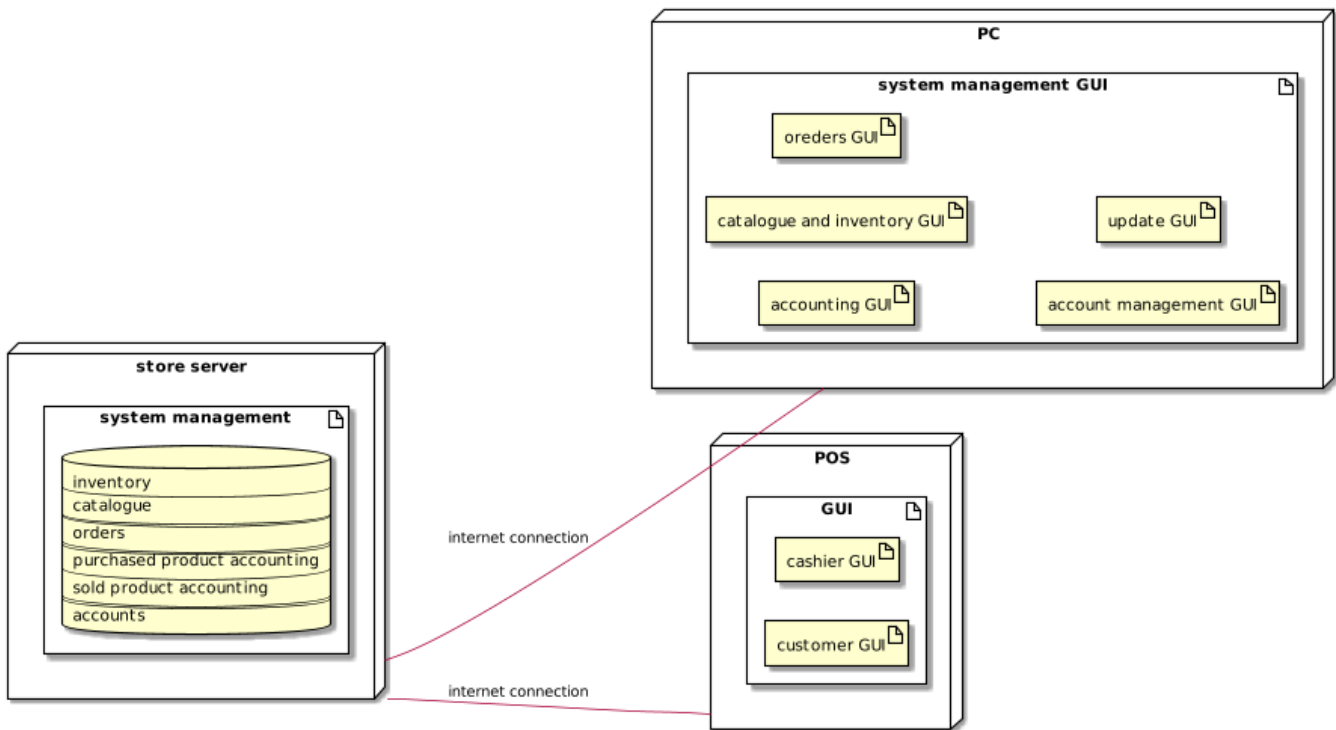 PC
system management GUI
oreders GUI
catalogue and inventory GUI
update GUI
accounting GUI
account management GUI
store server
system management
inventory
catalogue
orders
purchased product accounting
sold product accounting
accounts
internet connection
internet connection
POS
GUI
cashier GUI
customer GUI